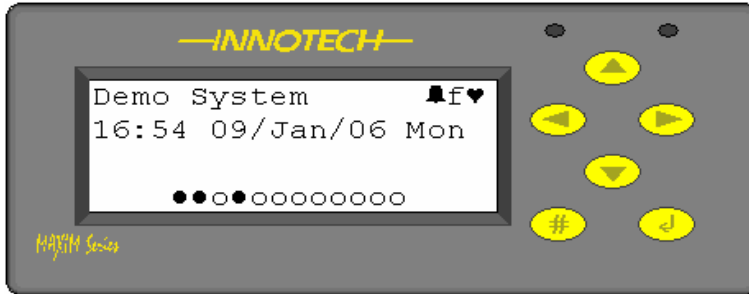 INNOTECH
Demo System 🔔f♥
16:54 09/Jan/06 Mon
●●○●○○○○○○○○○○
#
MAXIM Series